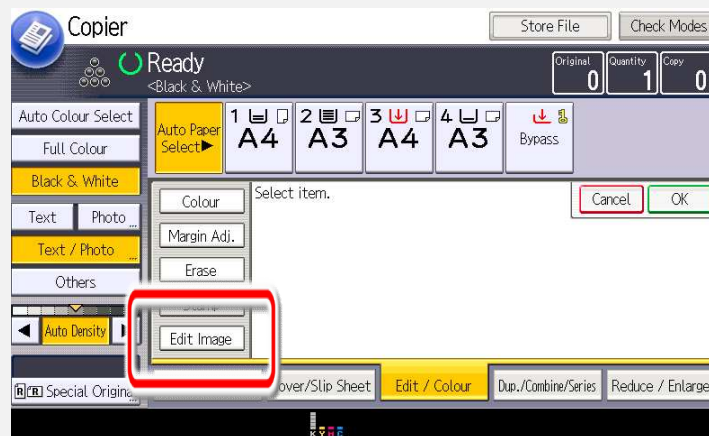 Copier
Store File
Check Modes
Ready
<Black & White>
Original
0
Quantity
1
Copy
0
Auto Colour Select
Full Colour
Black & White
Text
Photo
Text / Photo
Others
Auto Density
Special Origina
Auto Paper
Select▶
1
A4
2
A3
3
A4
4
A3
Bypass
Colour
Margin Adj.
Erase
Edit Image
Select item.
Cancel
OK
over/Slip Sheet
Edit / Colour
Dup./Combine/Series
Reduce / Enlarge
K Y M C